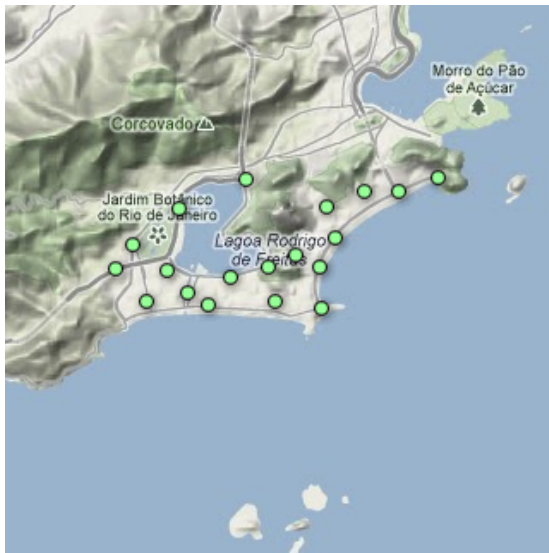 Morro do Pão
de Açúcar
Corcovado
Jardim Botânico
do Rio de Janeiro
Lagoa Rodrigo
de Freitas